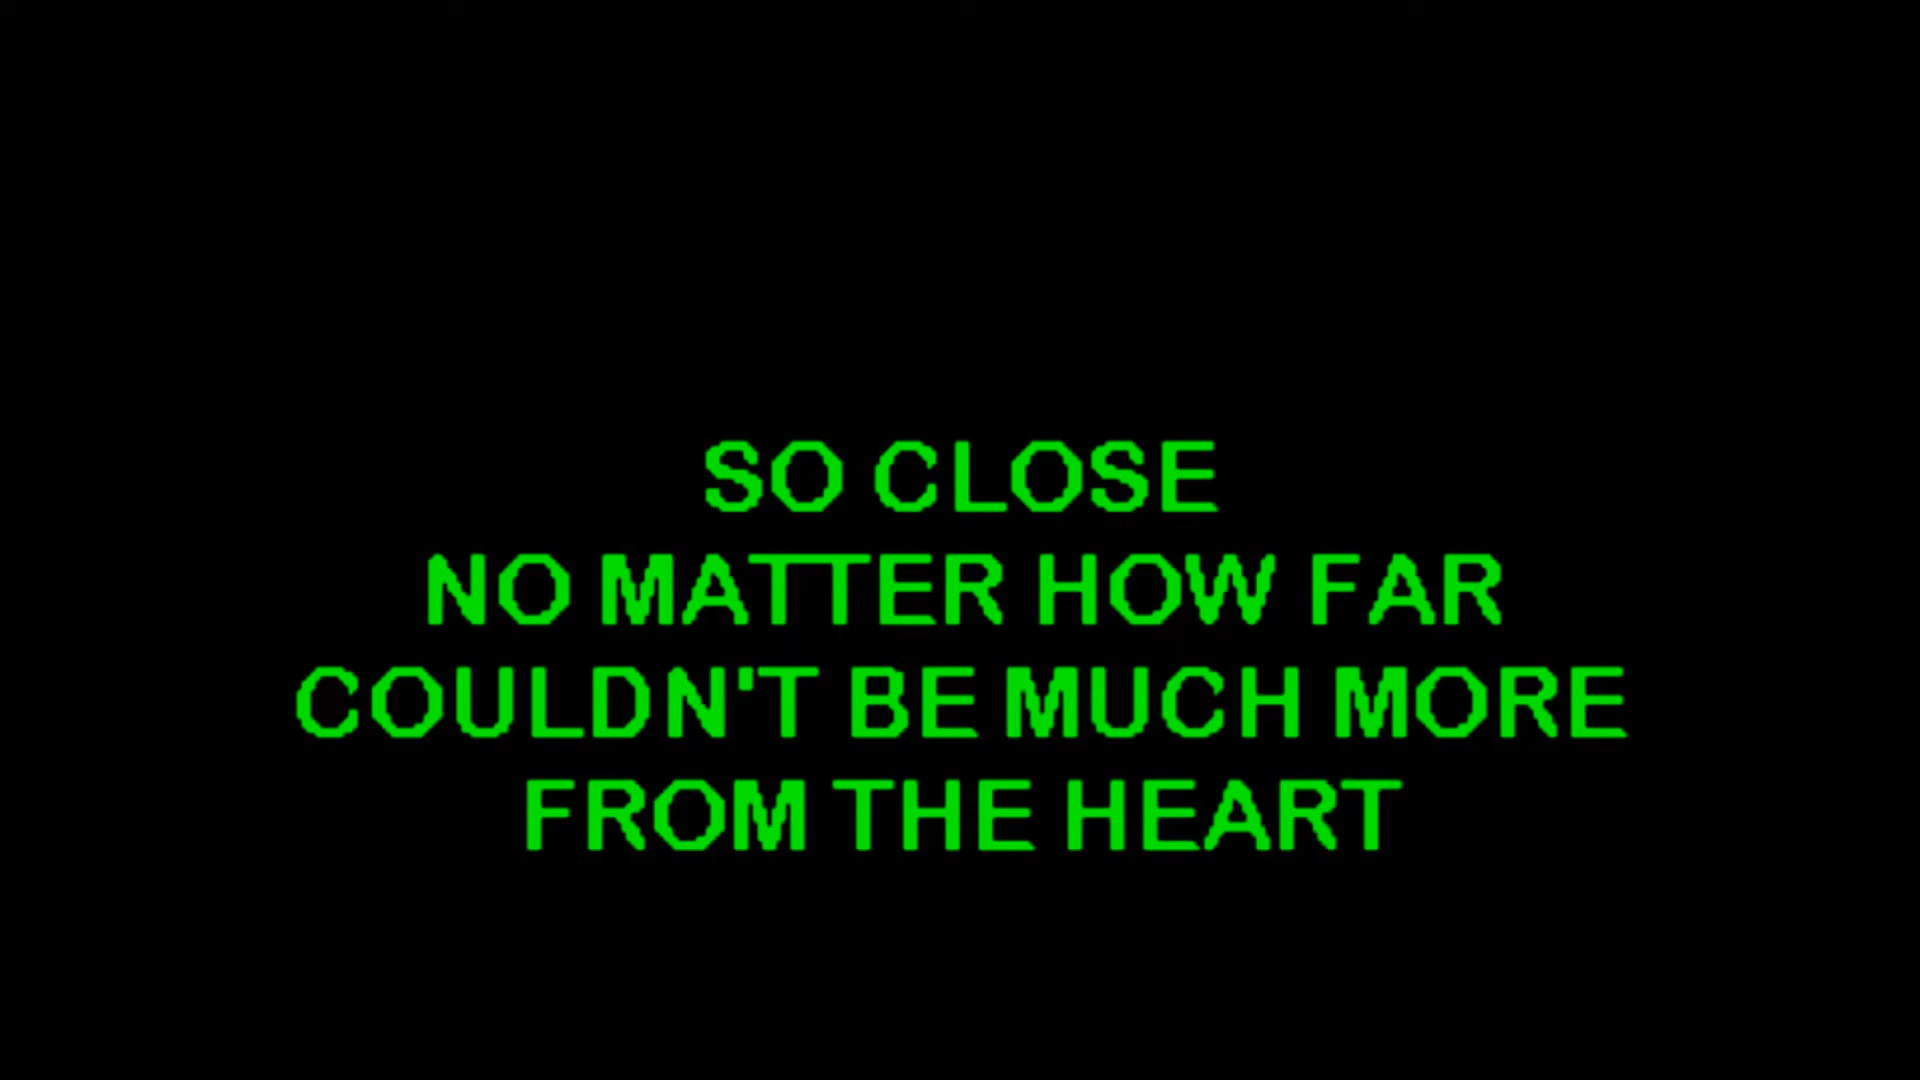 SO CLOSE
NO MATTER HOW FAR
COULDN'T BE MUCH MORE
FROM THE HEART